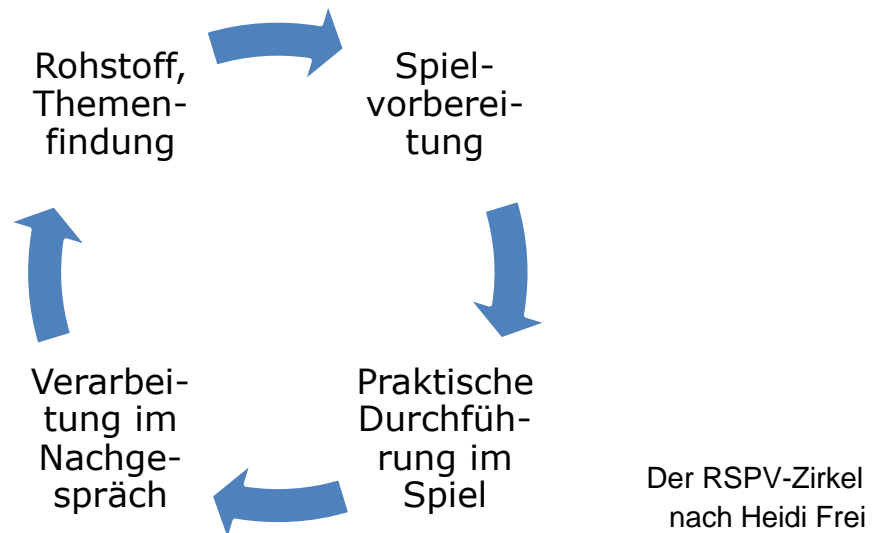 Rohstoff,
Themen-
findung
Spiel-
vorberei-
tung
Verarbei-
tung im
Nachge-
spräch
Praktische
Durchfüh-
rung im
Spiel
Der RSPV-Zirkel
nach Heidi Frei